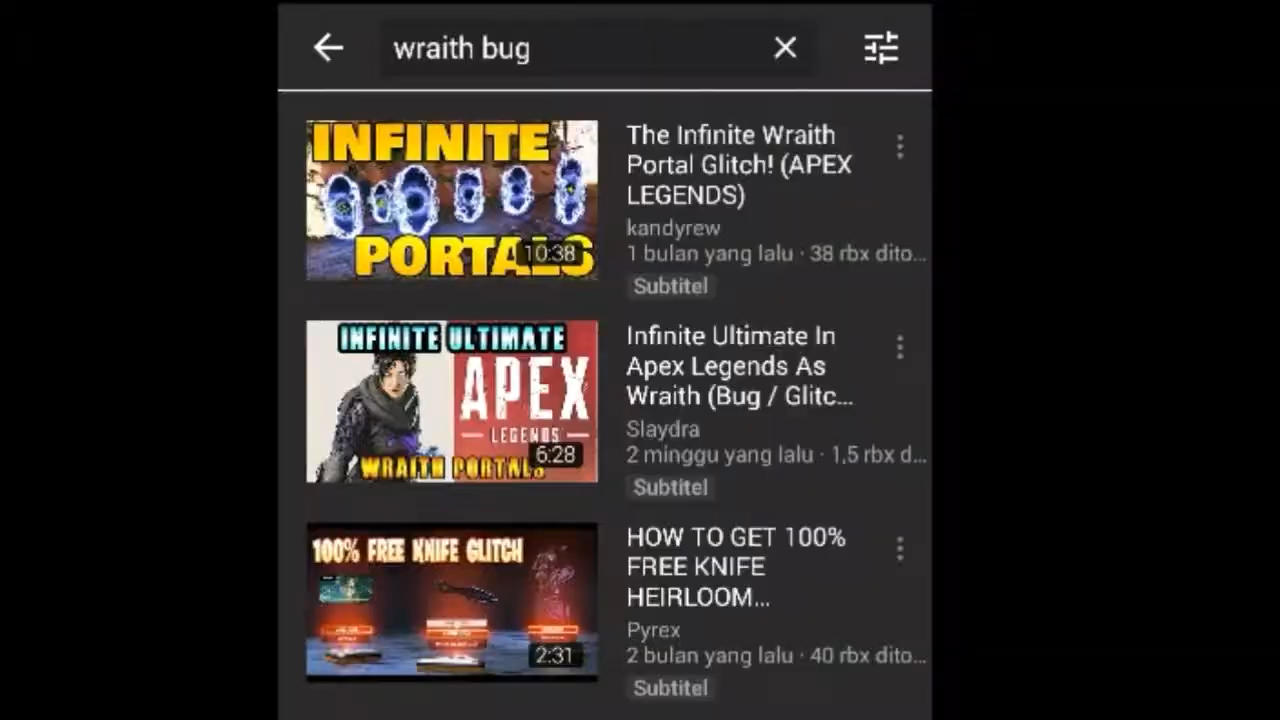 wraith bug
INFINITE
PORTALS
10:38
The Infinite Wraith
Portal Glitch! (APEX
LEGENDS)
kandyrew
1 bulan yang lalu · 38 rbx dito...
Subtitel
INFINITE ULTIMATE
APEX
LEGENDS
WRAITH PORTALS
6:28
Infinite Ultimate In
Apex Legends As
Wraith (Bug / Glitc...
Slaydra
2 minggu yang lalu · 1,5 rbx d...
Subtitel
100% FREE KNIFE GLITCH
2:31
HOW TO GET 100%
FREE KNIFE
HEIRLOOM...
Pyrex
2 bulan yang lalu · 40 rbx dito...
Subtitel